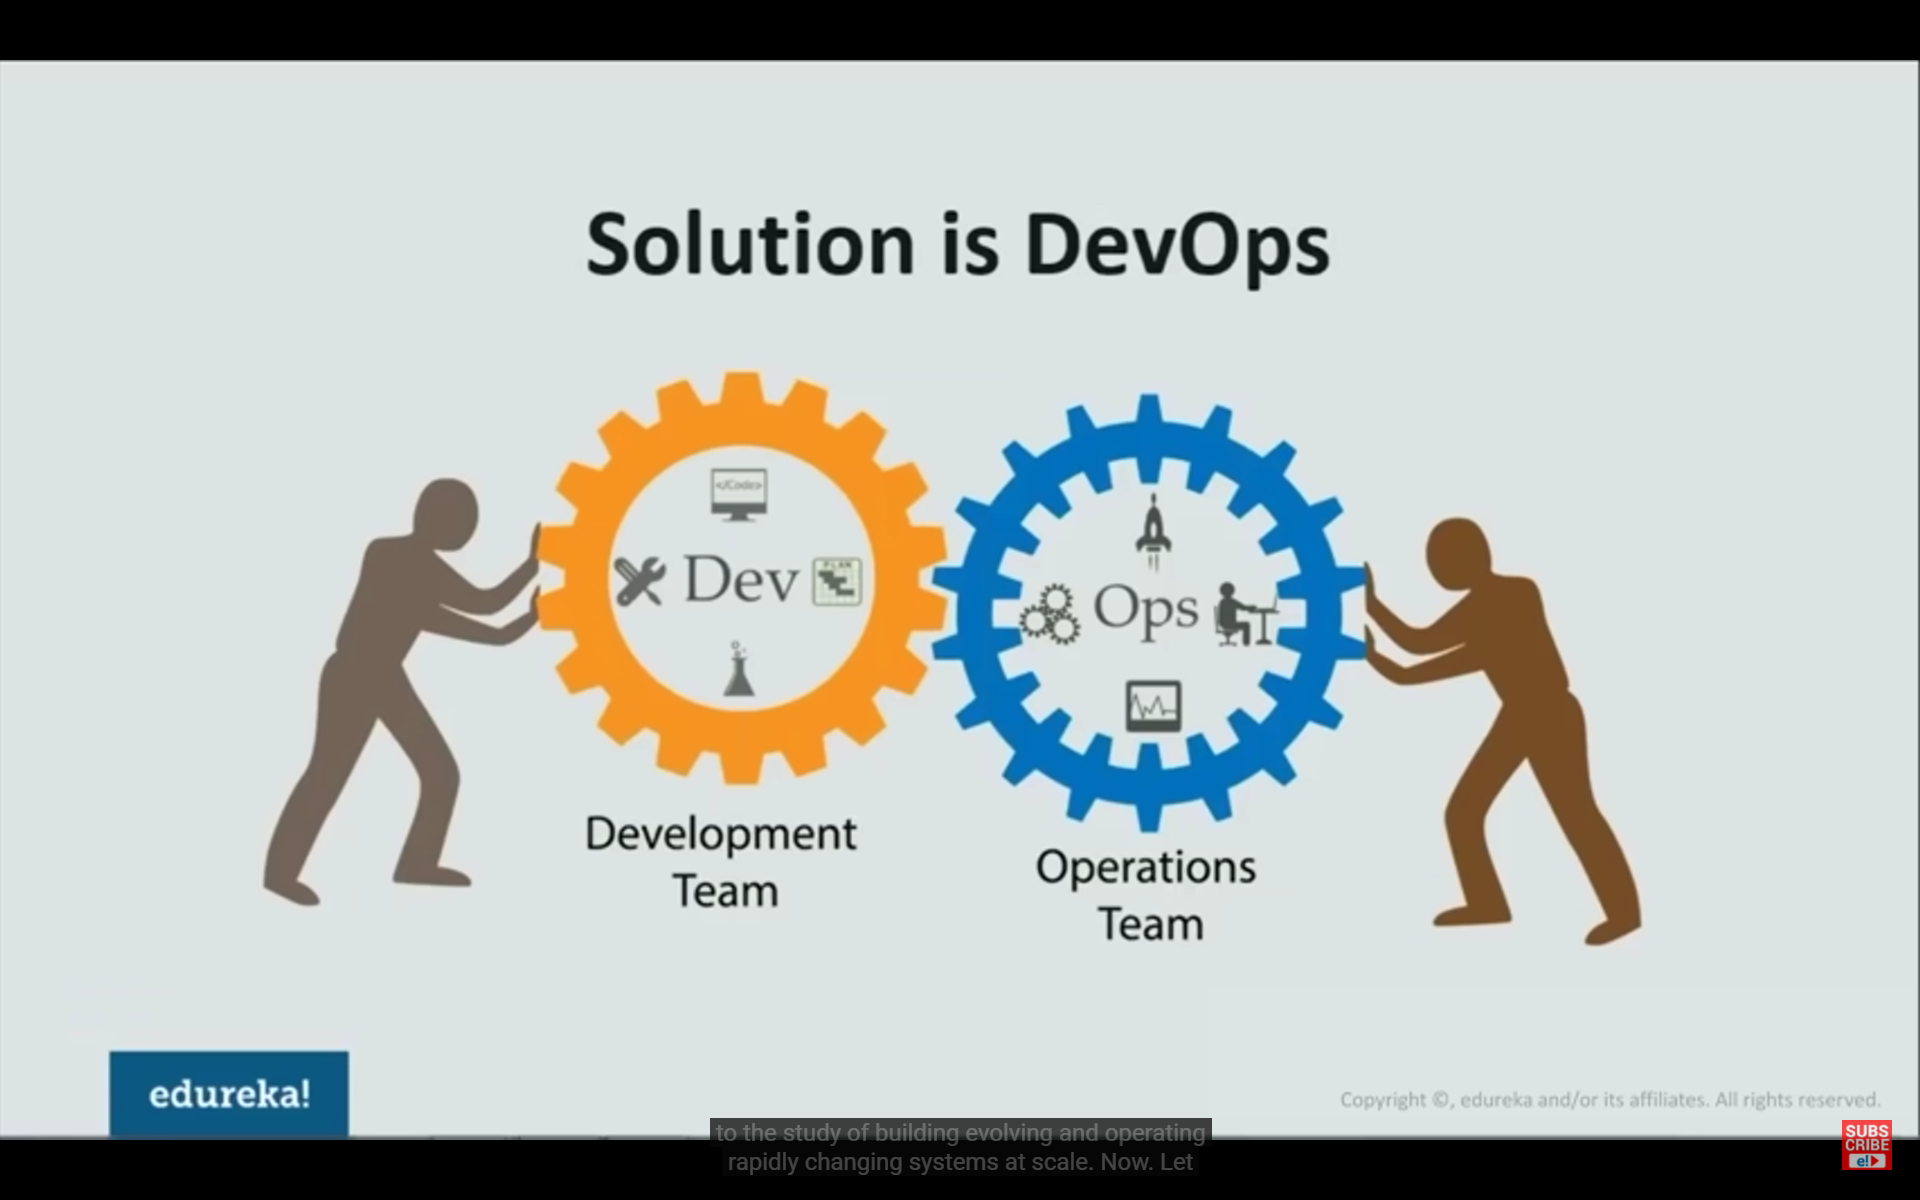 Solution is DevOps
</Code>
Dev
PLAN
Ops
Development
Team
Operations
Team
edureka!
Copyright ©, edureka and/or its affiliates. All rights reserved.
to the study of building evolving and operating
rapidly changing systems at scale. Now. Let
SUBS
CRIBE
e!